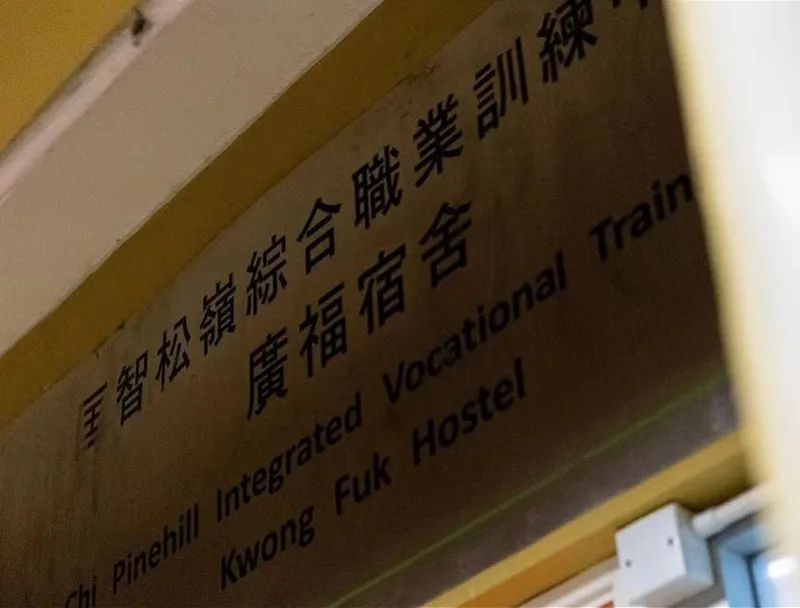 匡智松嶺綜合職業訓練
廣福宿舍
Chi Pinehill Integrated Vocational Train
Kwong Fuk Hostel